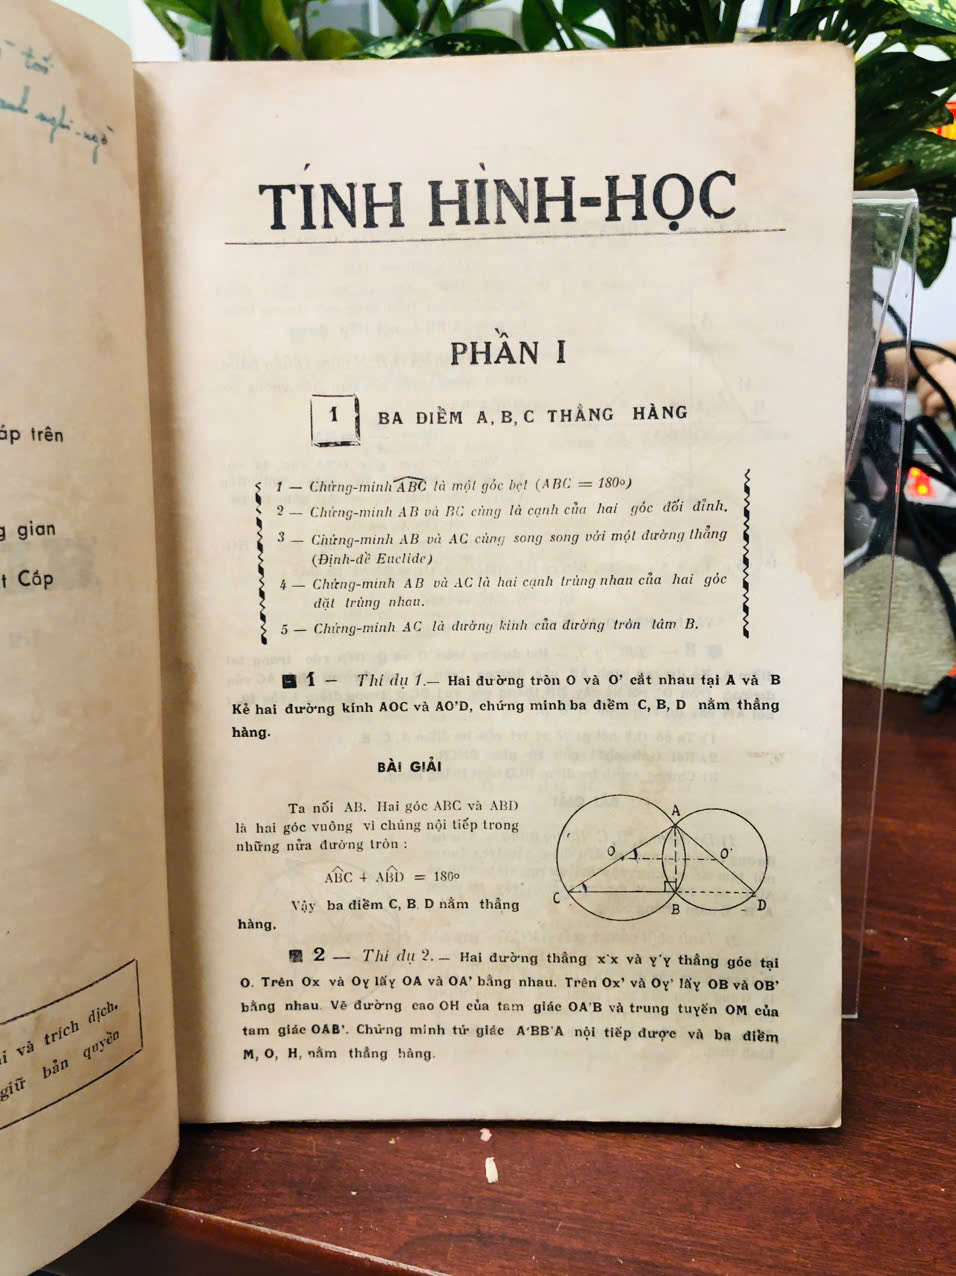 tối
nghi-ngờ
áp trên
g gian
t Cấp
i và trích dịch.
giữ bản quyền
TÍNH HÌNH-HỌC
PHẦN I
1 BA ĐIỂM A, B, C THẲNG HÀNG
1 — Chứng-minh ABC là một góc bẹt (ABC = 180o)
2 — Chứng-minh AB và BC cùng là cạnh của hai góc đối đỉnh.
3 — Chứng-minh AB và AC cùng song song với một đường thẳng
(Định-đề Euclide)
4 — Chứng-minh AB và AC là hai cạnh trùng nhau của hai góc
đặt trùng nhau.
5 — Chứng-minh AC là đường kính của đường tròn tâm B.
1 — Thí dụ 1.— Hai đường tròn O và O' cắt nhau tại A và B
Kẻ hai đường kính AOC và AO'D, chứng minh ba điểm C, B, D nằm thẳng
hàng.
BÀI GIẢI
Ta nối AB. Hai góc ABC và ABD
là hai góc vuông vì chúng nội tiếp trong
những nửa đường tròn :
ABC + ABD = 180o
Vậy ba điểm C, B. D nằm thẳng
hàng.
A
O
O'
C
B
D
2 — Thí dụ 2. — Hai đường thẳng x'x và y'y thẳng góc tại
O. Trên Ox và Oy lấy OA và OA' bằng nhau. Trên Ox' và Oy' lấy OB và OB'
bằng nhau. Vẽ đường cao OH của tam giác OA'B và trung tuyến OM của
tam giác OAB'. Chứng minh tứ giác A'BB'A nội tiếp được và ba điểm
M, O, H, nằm thẳng hàng.